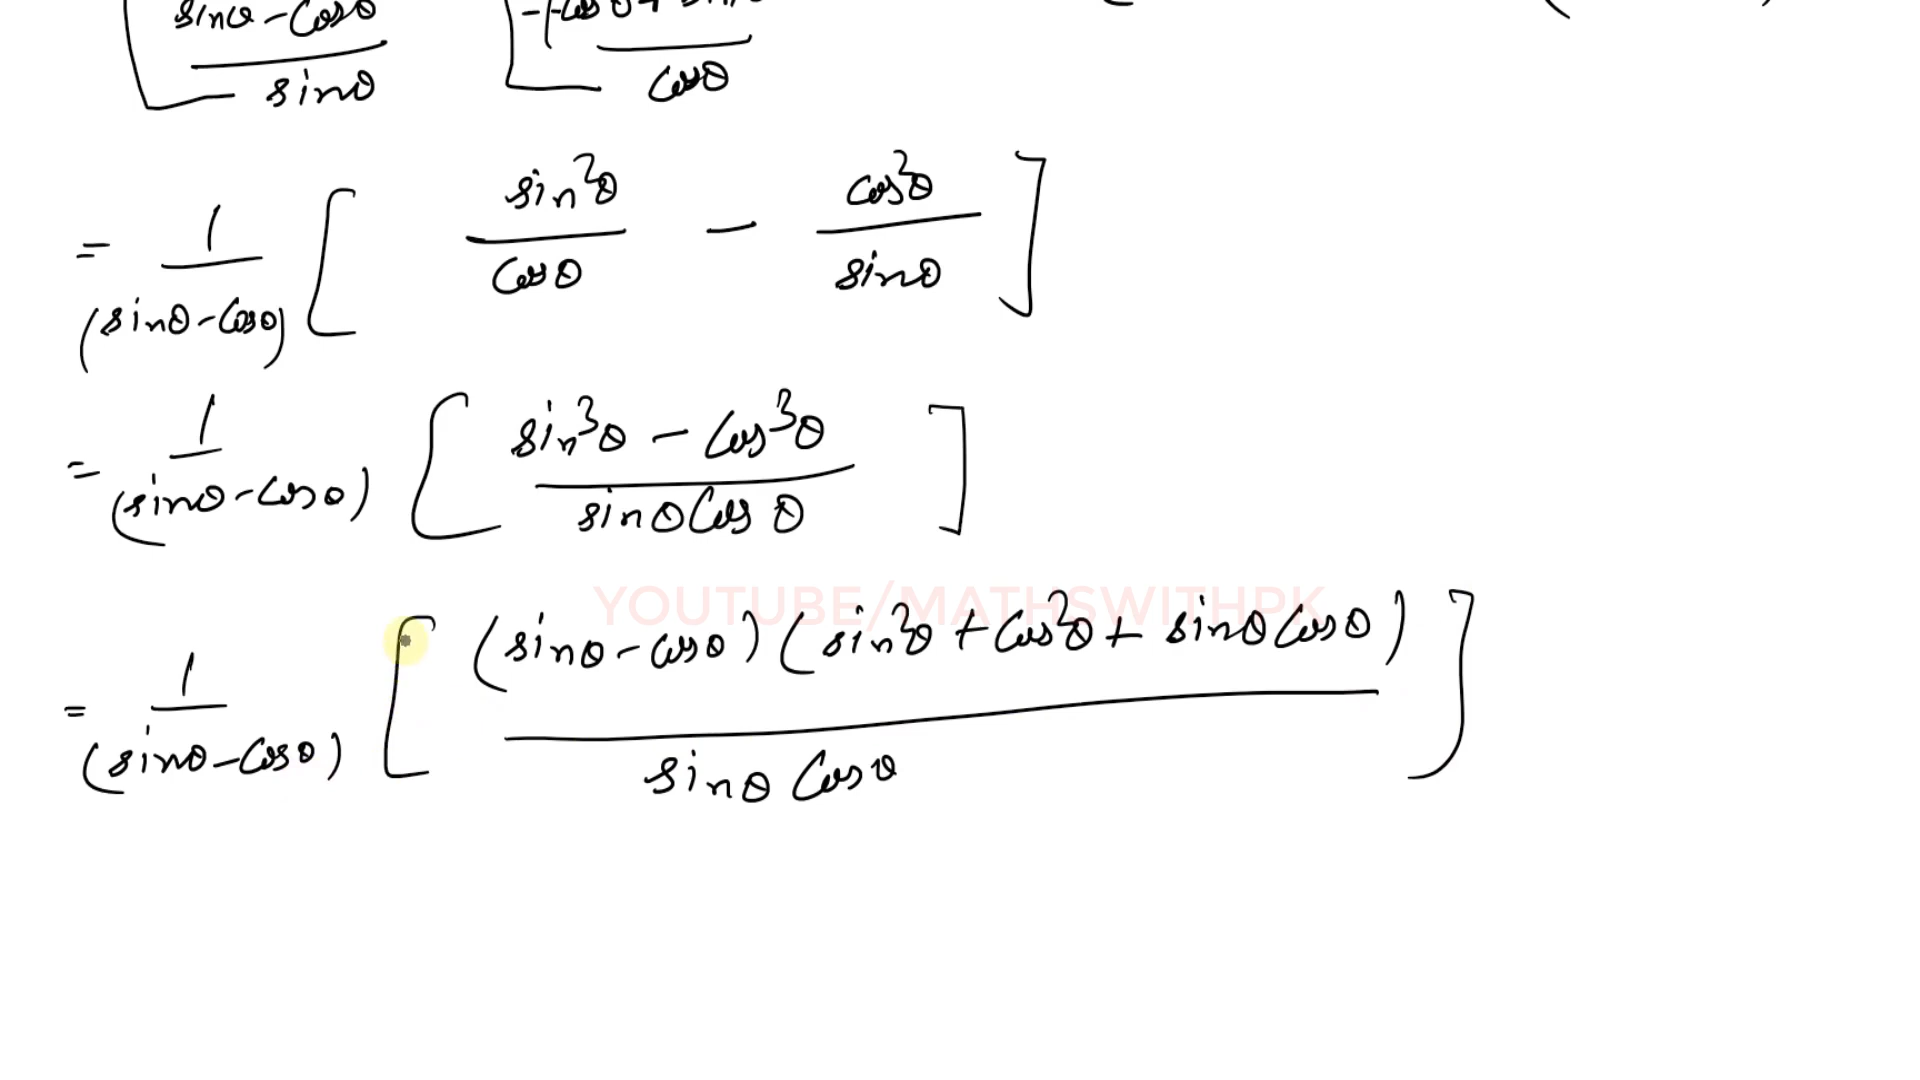 sinθ - Cosθ
sinθ Cosθ
sin²θ cos²θ
= 1 [ — - — ]
(sinθ - Cosθ) Cosθ sinθ
1 sin³θ - Cos³θ
= — [ — ]
(sinθ - Cosθ) sinθ Cosθ
YOUTUBE/MATHSWITHPK
(sinθ - cosθ) (sin²θ + Cos²θ + sinθ Cosθ)
= 1 [ — ]
(sinθ - Cosθ) sinθ Cosθ